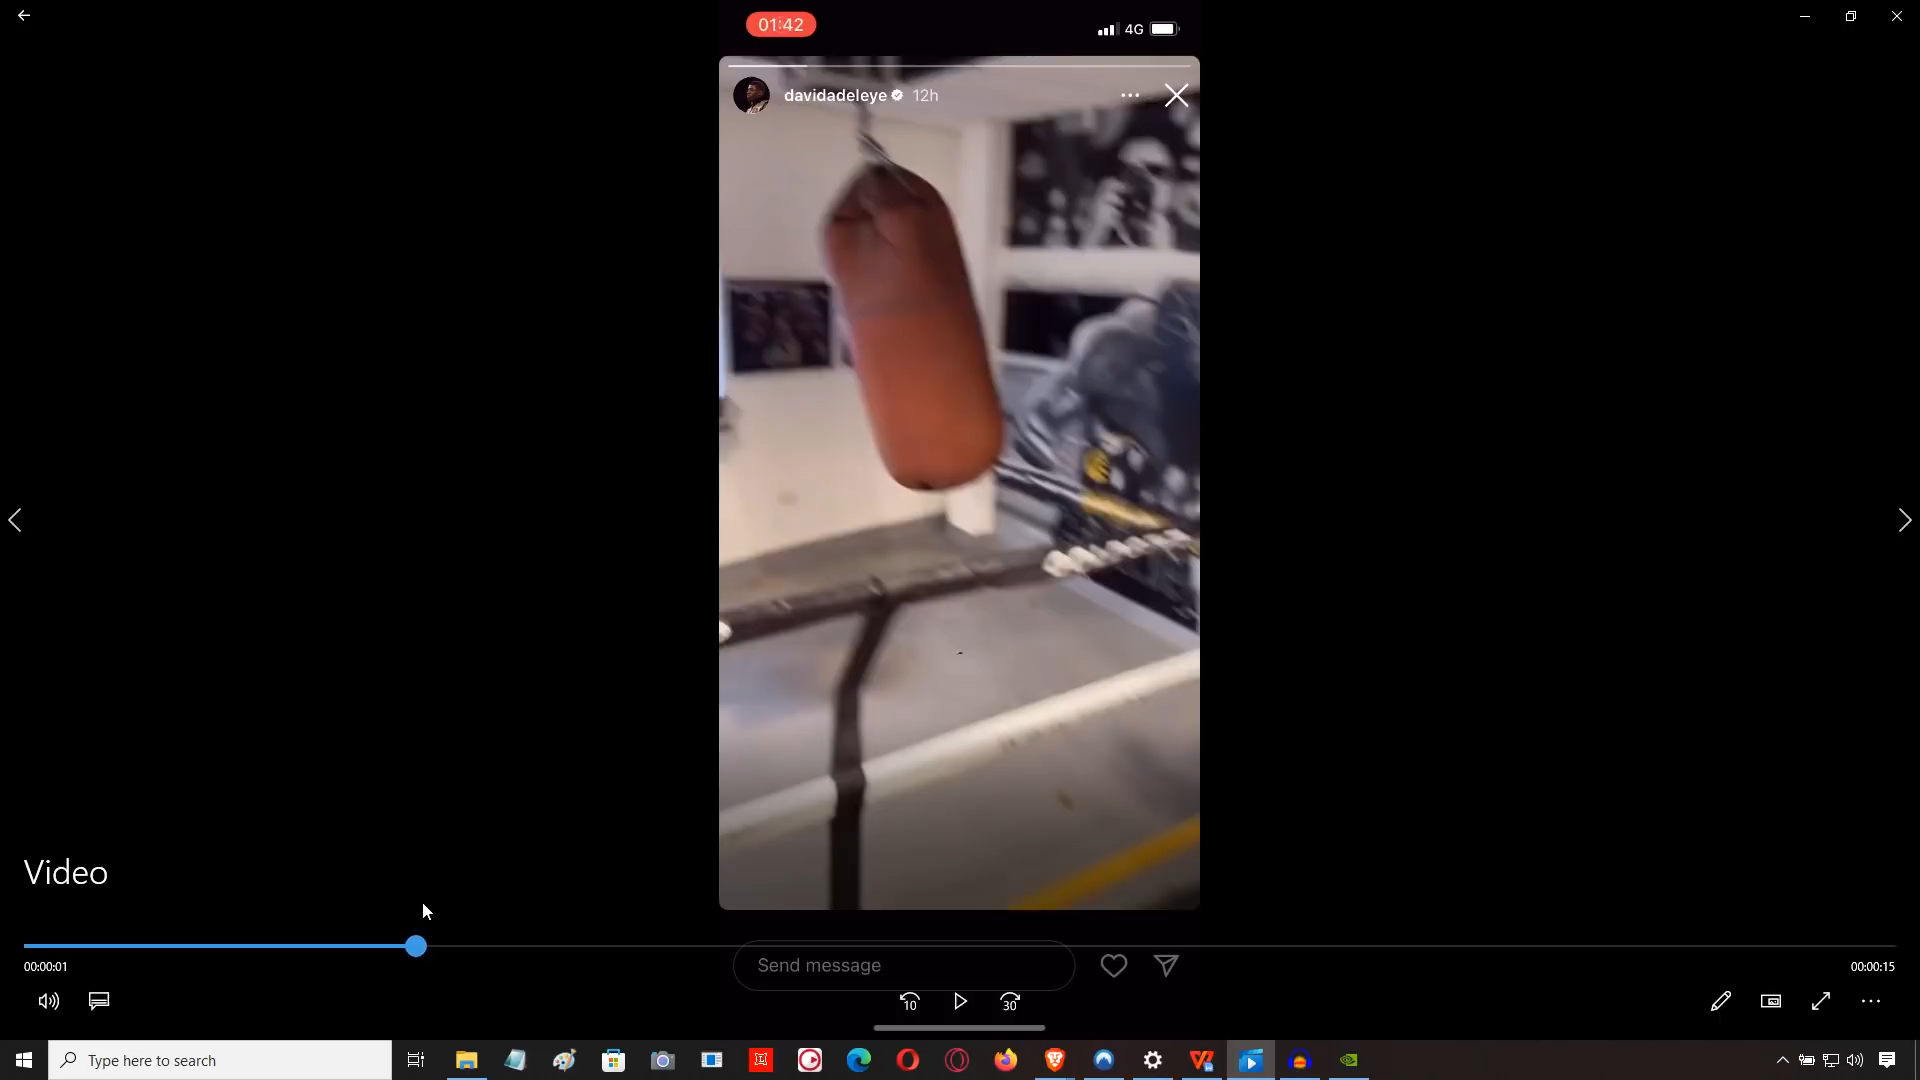 01:42
4G
davidadeleye 12h
Video
Send message
00:00:01
00:00:15
10
30
Type here to search